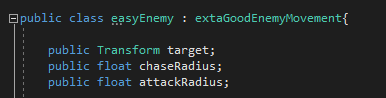 public class easyEnemy : extaGoodEnemyMovement{
public Transform target;
public float chaseRadius;
public float attackRadius;